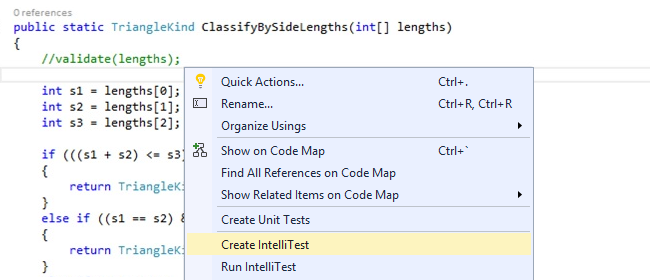 0 references
public static TriangleKind ClassifyBySideLengths(int[] lengths)
{
//validate(lengths);
int s1 = lengths[0];
int s2 = lengths[1];
int s3 = lengths[2];
if (((s1 + s2) <= s3)
{
return
}
else if ((s1 == s2)
{
return
}
Quick Actions... Ctrl+.
Rename... Ctrl+R, Ctrl+R
Organize Usings
Show on Code Map Ctrl+`
Find All References on Code Map
Show Related Items on Code Map
Create Unit Tests
Create IntelliTest
Run IntelliTest